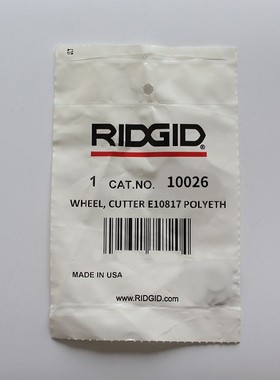 RIDGID
1 CAT.NO. 10026
WHEEL, CUTTER E10817 POLYETH
MADE IN USA
www.RIDGID.com